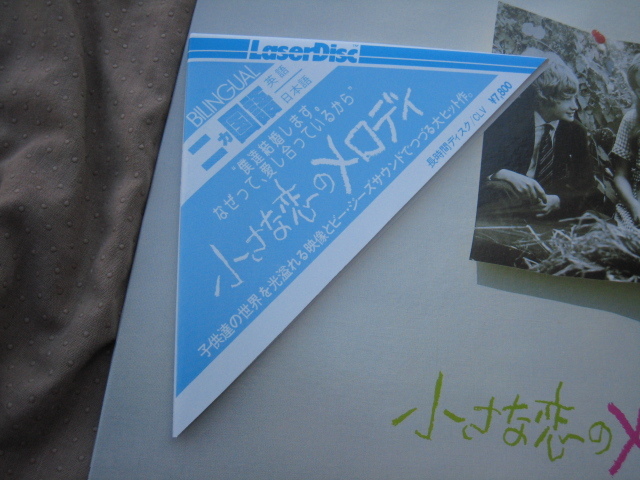 LaserDisc
BILINGUAL
二ヵ国語
英語
日本語
“僕達結婚します。
なぜって、愛し合っているから”
小さな恋のメロディ
子供達の世界を光溢れる映像とビー・ジーズサウンドでつづる大ヒット作。
長時間ディスク/CLV ¥7,800
小さな恋のメ